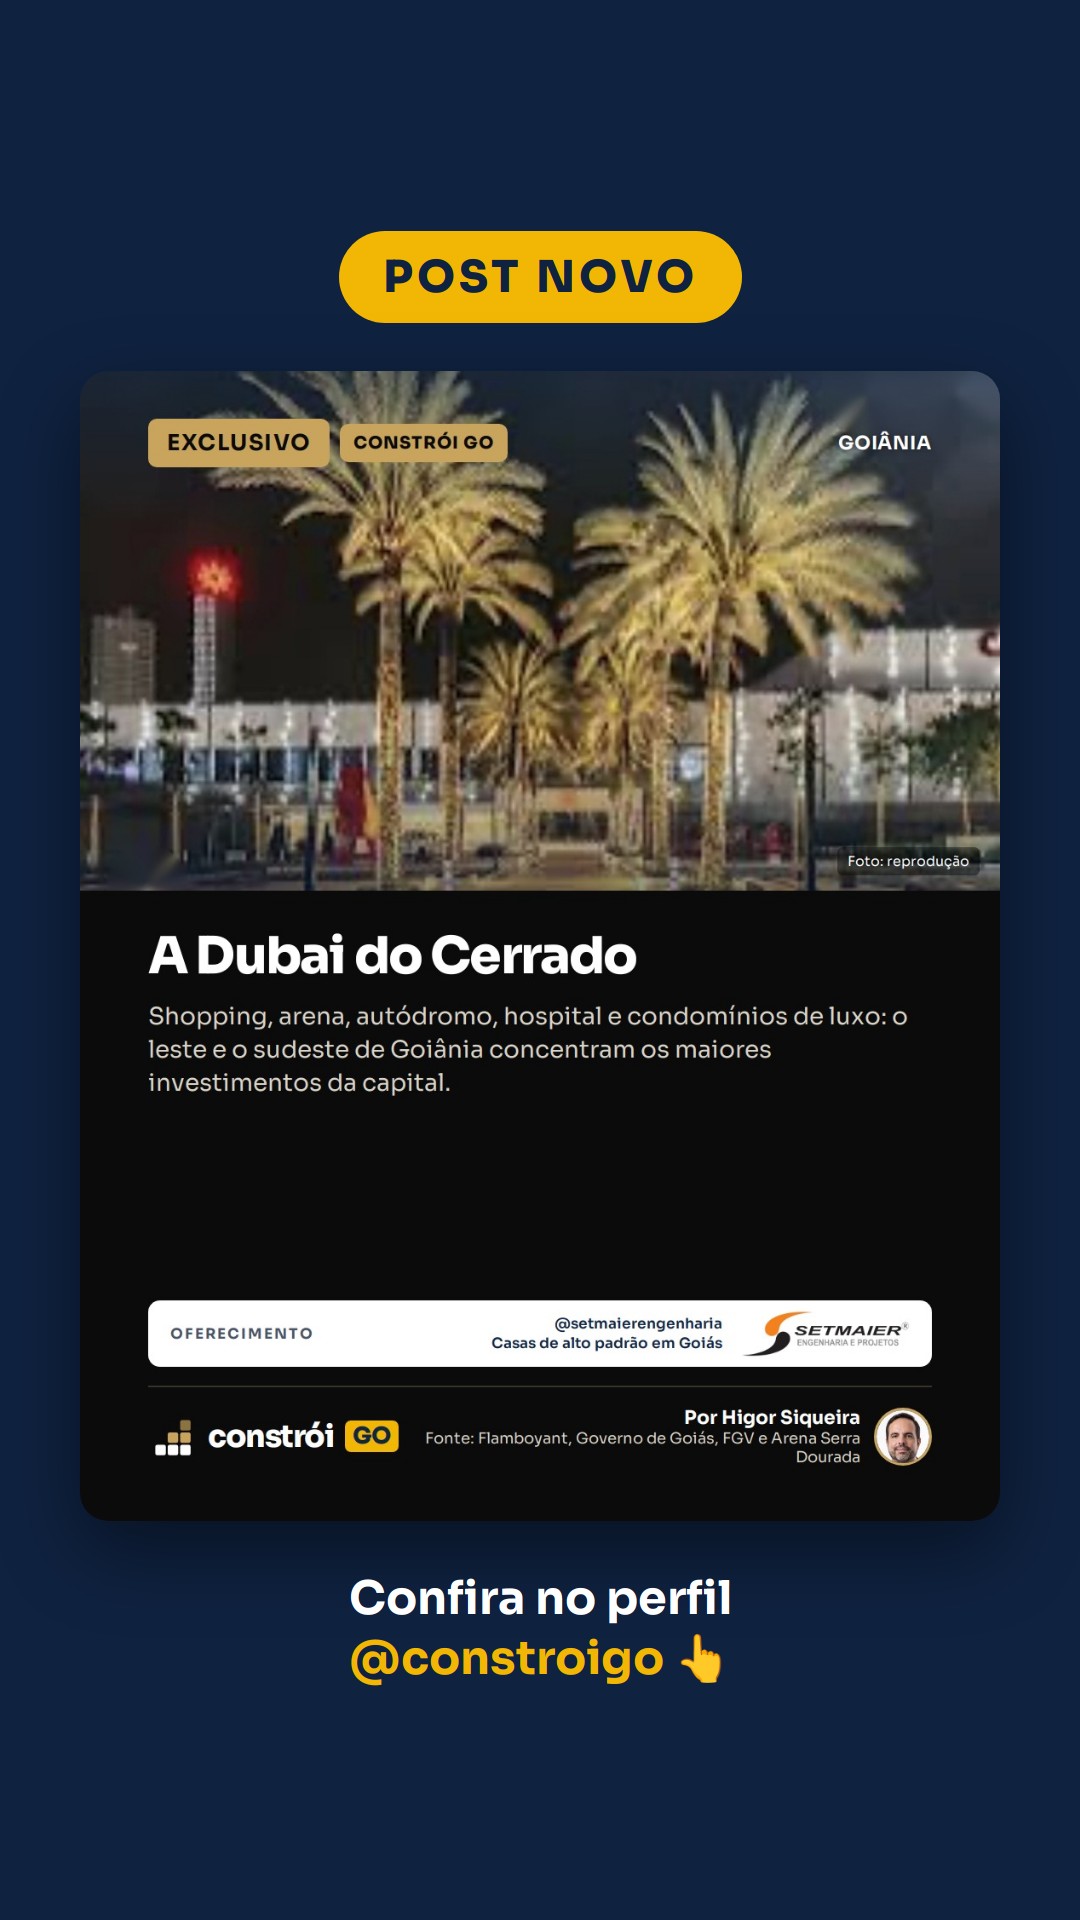 POST NOVO
EXCLUSIVO
CONSTRÓI GO
GOIÂNIA
Foto: reprodução
A Dubai do Cerrado
Shopping, arena, autódromo, hospital e condomínios de luxo: o
leste e o sudeste de Goiânia concentram os maiores
investimentos da capital.
OFERECIMENTO
@setmaierengenharia
Casas de alto padrão em Goiás
SETMAIER®
ENGENHARIA E PROJETOS
constrói GO
Por Higor Siqueira
Fonte: Flamboyant, Governo de Goiás, FGV e Arena Serra
Dourada
Confira no perfil
@constroigo 👆